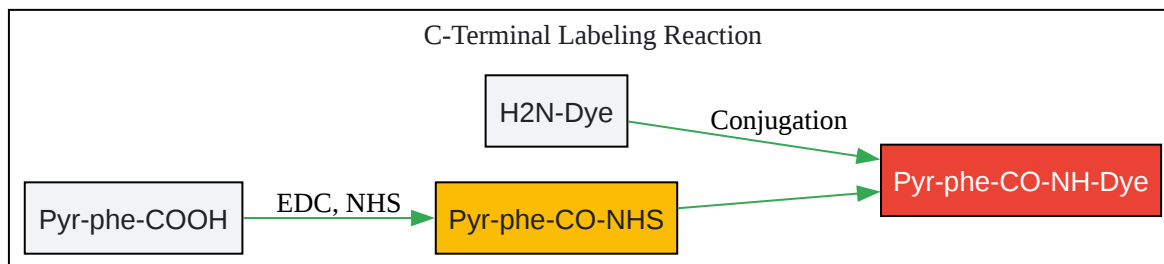 C-Terminal Labeling Reaction
H2N-Dye
Conjugation
Pyr-phe-CO-NH-Dye
Pyr-phe-COOH
EDC, NHS
Pyr-phe-CO-NHS